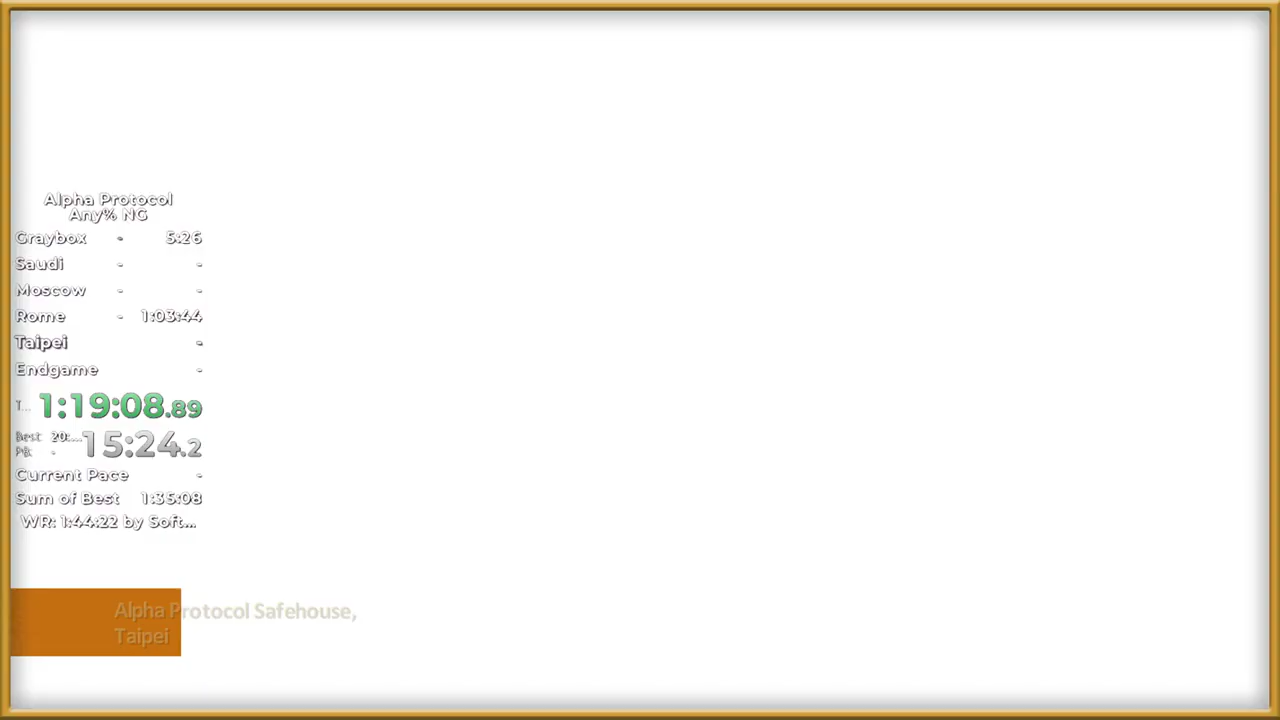 Alpha Protocol
Any% NG
Graybox - 5:26
Saudi - -
Moscow - -
Rome - 1:03:44
Taipei -
Endgame -
T... 1:19:08.89
Best: 20:... 15:24.2
PB: -
Current Pace -
Sum of Best 1:35:08
WR: 1:44:22 by Soft...
Alpha Protocol Safehouse,
Taipei